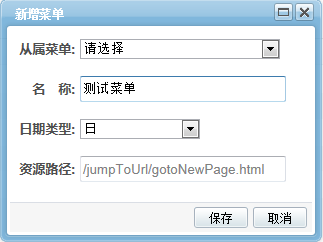 新增菜单
从属菜单: 请选择
名 称: 测试菜单
日期类型: 日
资源路径: /jumpToUrl/gotoNewPage.html
保存 取消